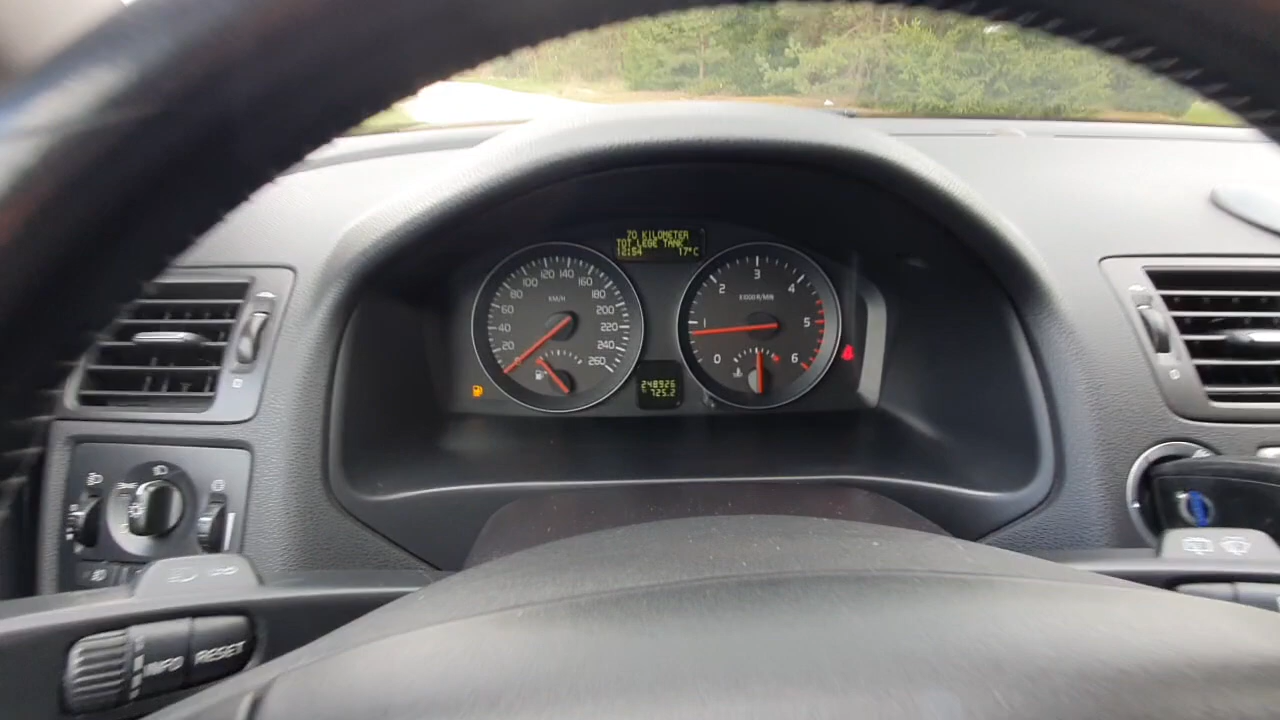 70 KILOMETER
TOT LEGE TANK
12:54 17°C
0 20 40 60 80 100 120 140 160 180 200 220 240 260
KM/H
0 1 2 3 4 5 6
X1000 R/MIN
248926
725.2
INFO RESET